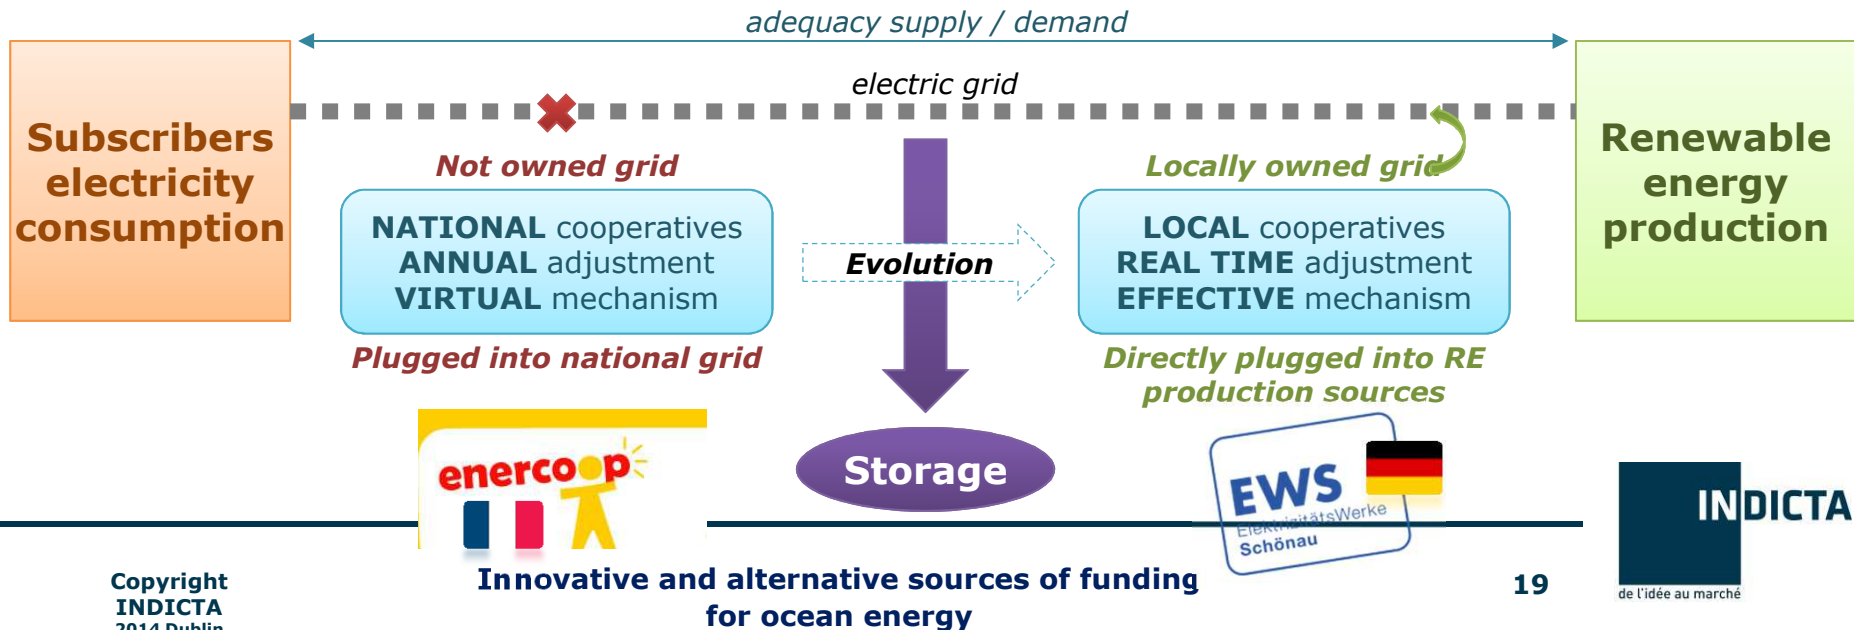 adequacy supply / demand
electric grid
Subscribers
electricity
consumption
Not owned grid
NATIONAL cooperatives
ANNUAL adjustment
VIRTUAL mechanism
Plugged into national grid
Evolution
Locally owned grid
LOCAL cooperatives
REAL TIME adjustment
EFFECTIVE mechanism
Directly plugged into RE
production sources
Renewable
energy
production
enercoop
Storage
EWS
ElektrizitätsWerke
Schönau
INDICTA
de l'idée au marché
Copyright
INDICTA
2014 Dublin
Innovative and alternative sources of funding
for ocean energy
19